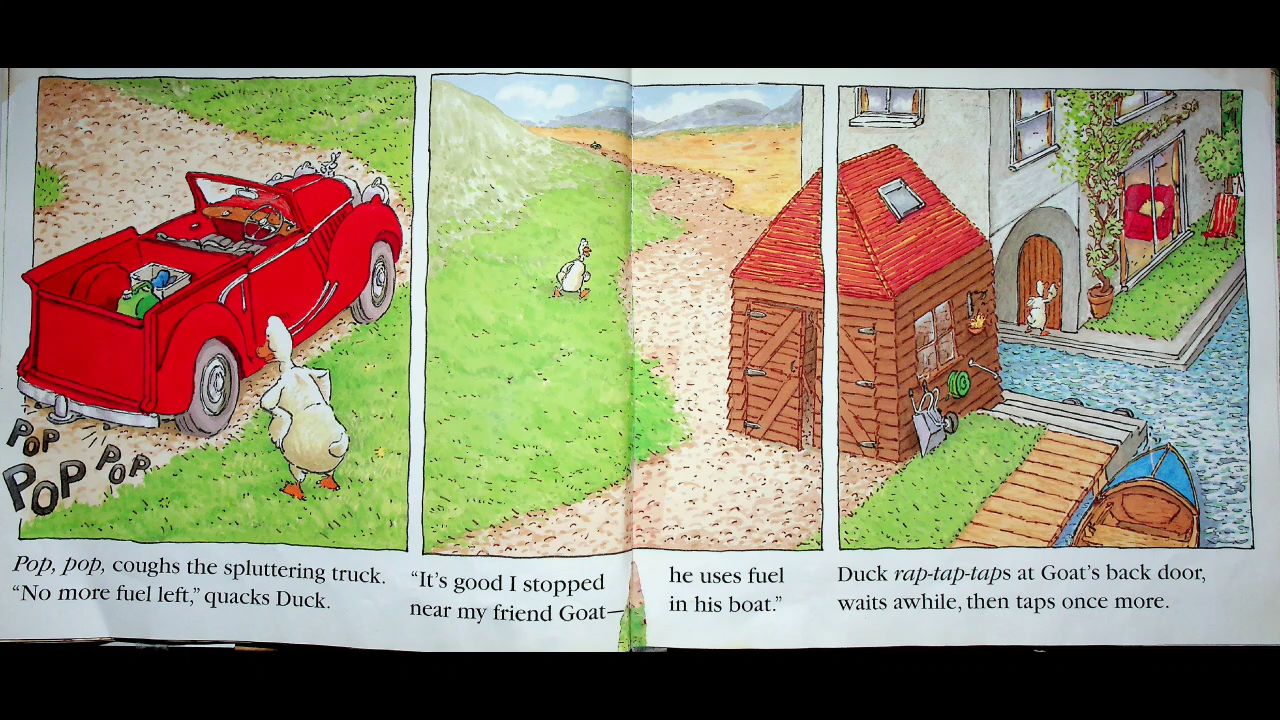 POP
POP
POP
Pop, pop, coughs the spluttering truck.
“No more fuel left,” quacks Duck.
“It’s good I stopped
near my friend Goat—
he uses fuel
in his boat.”
Duck rap-tap-taps at Goat’s back door,
waits awhile, then taps once more.